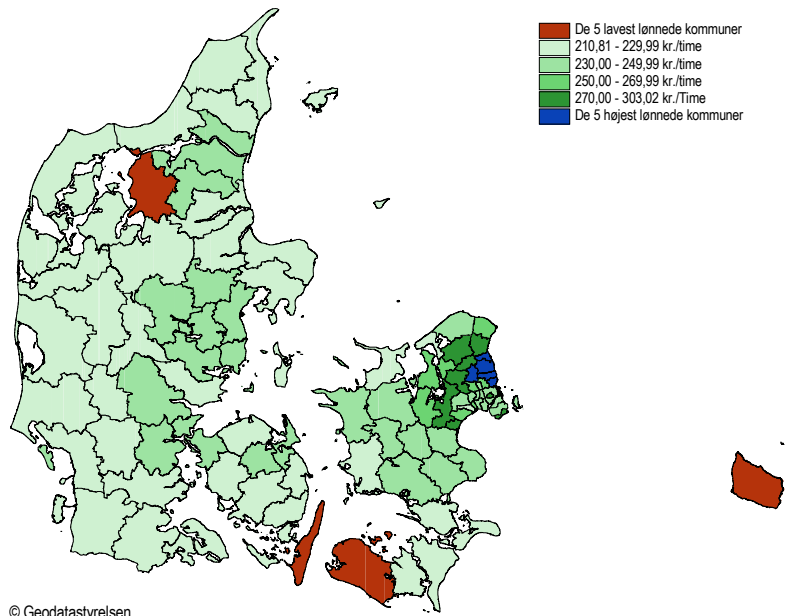 De 5 lavest lønnede kommuner
210,81 - 229,99 kr./time
230,00 - 249,99 kr./time
250,00 - 269,99 kr./time
270,00 - 303,02 kr./Time
De 5 højest lønnede kommuner
© Geodatastyrelsen